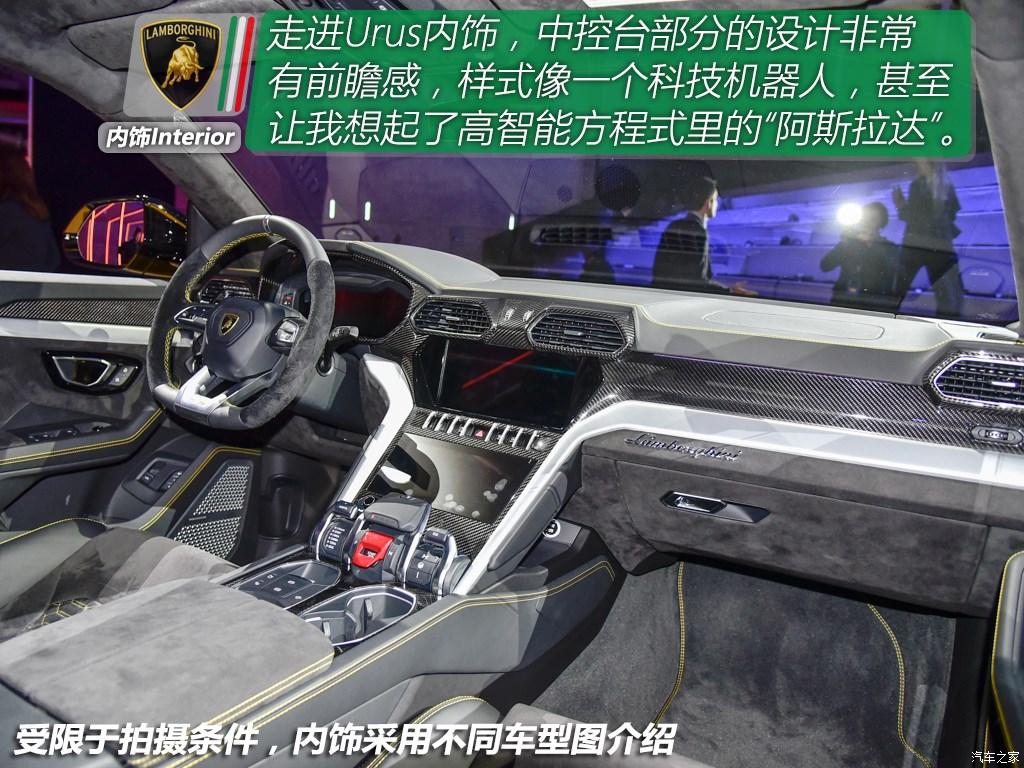 LAMBORGHINI
内饰Interior
走进Urus内饰，中控台部分的设计非常
有前瞻感，样式像一个科技机器人，甚至
让我想起了高智能方程式里的“阿斯拉达”。
Lamborghini
受限于拍摄条件，内饰采用不同车型图介绍
汽车之家